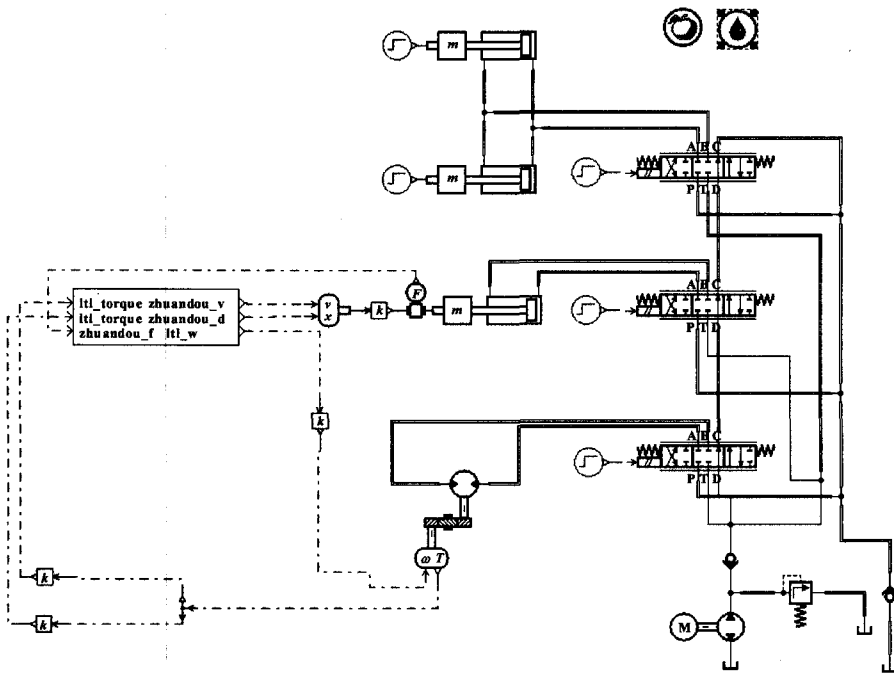 m
m
A B C
P T D
ltl_torque zhuandou_v
ltl_torque zhuandou_d
zhuandou_f ltl_w
v
x
k
F
m
A B C
P T D
k
A B C
P T D
ω T
k
k
M